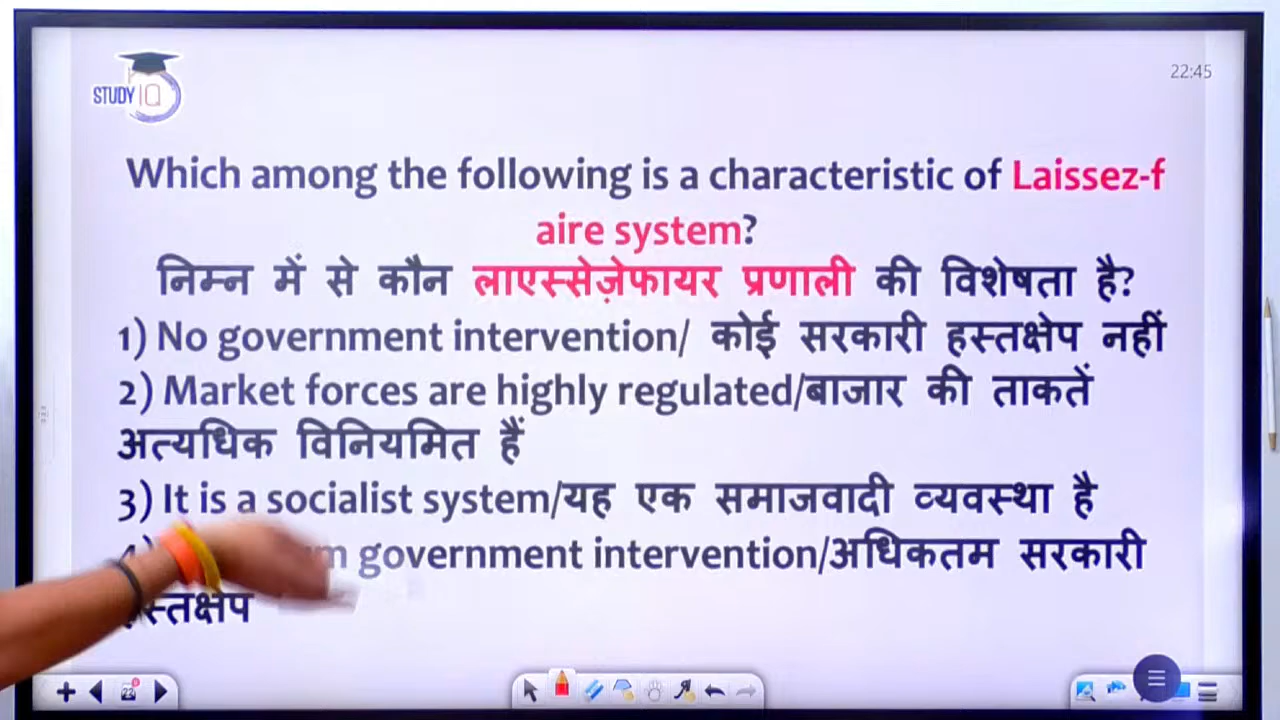 STUDY IQ
22:45
Which among the following is a characteristic of Laissez-f
aire system?
निम्न में से कौन लाएस्सेज़ेफायर प्रणाली की विशेषता है?
1) No government intervention/ कोई सरकारी हस्तक्षेप नहीं
2) Market forces are highly regulated/बाजार की ताकतें
अत्यधिक विनियमित हैं
3) It is a socialist system/यह एक समाजवादी व्यवस्था है
government intervention/अधिकतम सरकारी
22